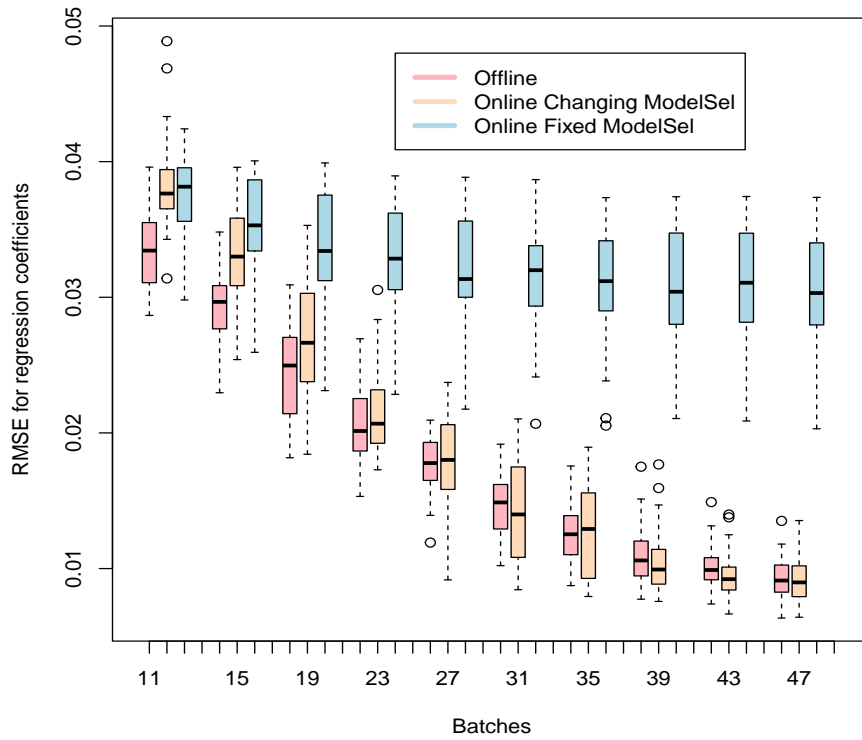 0.05
0.04
0.03
0.02
0.01
RMSE for regression coefficients
Offline
Online Changing ModelSel
Online Fixed ModelSel
11 15 19 23 27 31 35 39 43 47
Batches